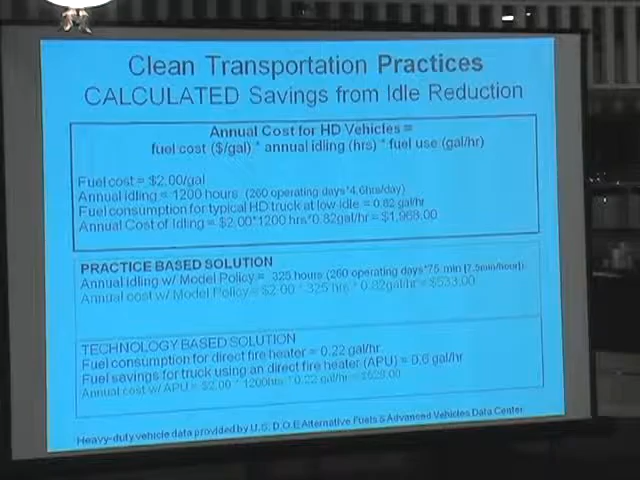 Clean Transportation Practices
CALCULATED Savings from Idle Reduction
Annual Cost for HD Vehicles =
fuel cost ($/gal) * annual idling (hrs) * fuel use (gal/hr)
Fuel cost = $2.00/gal
Annual idling = 1200 hours (260 operating days*4.6hrs/day)
Fuel consumption for typical HD truck at low idle = 0.82 gal/hr
Annual Cost of Idling = $2.00*1200 hrs*0.82gal/hr = $1,968.00
PRACTICE BASED SOLUTION
Annual Idling w/ Model Policy = 325 hours (260 operating days*75 min [7.5min/hour])
Annual cost w/ Model Policy = $2.00 * 325 hrs * 0.82gal/hr = $533.00
TECHNOLOGY BASED SOLUTION
Fuel consumption for direct fire heater = 0.22 gal/hr
Fuel savings for truck using an direct fire heater (APU) = 0.6 gal/hr
Annual cost w/ APU = $2.00 * 1200hrs * 0.22 gal/hr = $528.00
Heavy-duty vehicle data provided by U.S. D.O.E Alternative Fuels & Advanced Vehicles Data Center